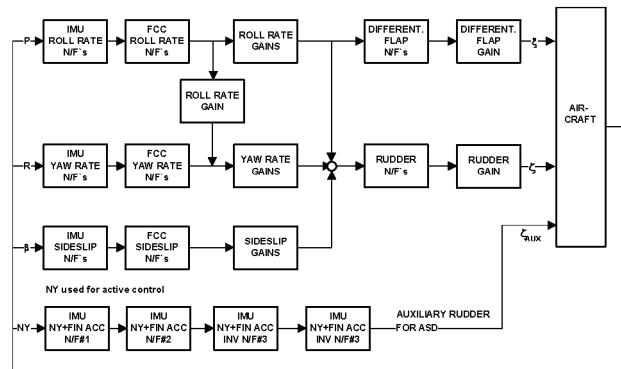 P
IMU
ROLL RATE
N/F`s
FCC
ROLL RATE
N/F`s
ROLL RATE
GAINS
DIFFERENT.
FLAP
N/F`s
DIFFERENT.
FLAP
GAIN
ξ
AIR-
CRAFT
ROLL RATE
GAIN
R
IMU
YAW RATE
N/F`s
FCC
YAW RATE
N/F`s
YAW RATE
GAINS
RUDDER
N/F`s
RUDDER
GAIN
ζ
β
IMU
SIDESLIP
N/F`s
FCC
SIDESLIP
N/F`s
SIDESLIP
GAINS
ζAUX
NY used for active control
NY
IMU
NY+FIN ACC
N/F#1
IMU
NY+FIN ACC
N/F#2
IMU
NY+FIN ACC
INV N/F#3
IMU
NY+FIN ACC
INV N/F#3
AUXILIARY RUDDER
FOR ASD